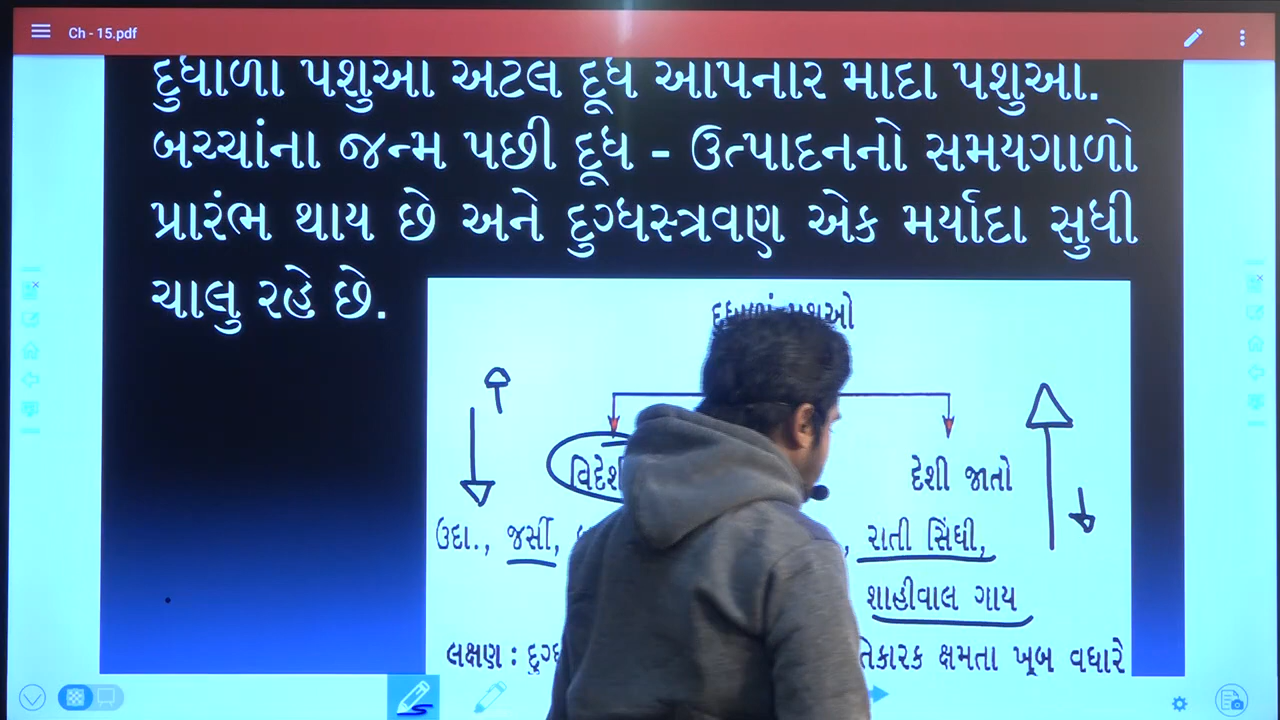 Ch - 15.pdf
દુધાળા પશુઓ એટલે દૂધ આપનાર માદા પશુઓ.
બચ્ચાંના જન્મ પછી દૂધ - ઉત્પાદનનો સમયગાળો
પ્રારંભ થાય છે અને દુગ્ધસ્ત્રવણ એક મર્યાદા સુધી
ચાલુ રહે છે.
દેશી જાતો
ઉદા., જર્સી, રાતી સિંધી,
શાહીવાલ ગાય
લક્ષણ : ક્ષમતા ખૂબ વધારે